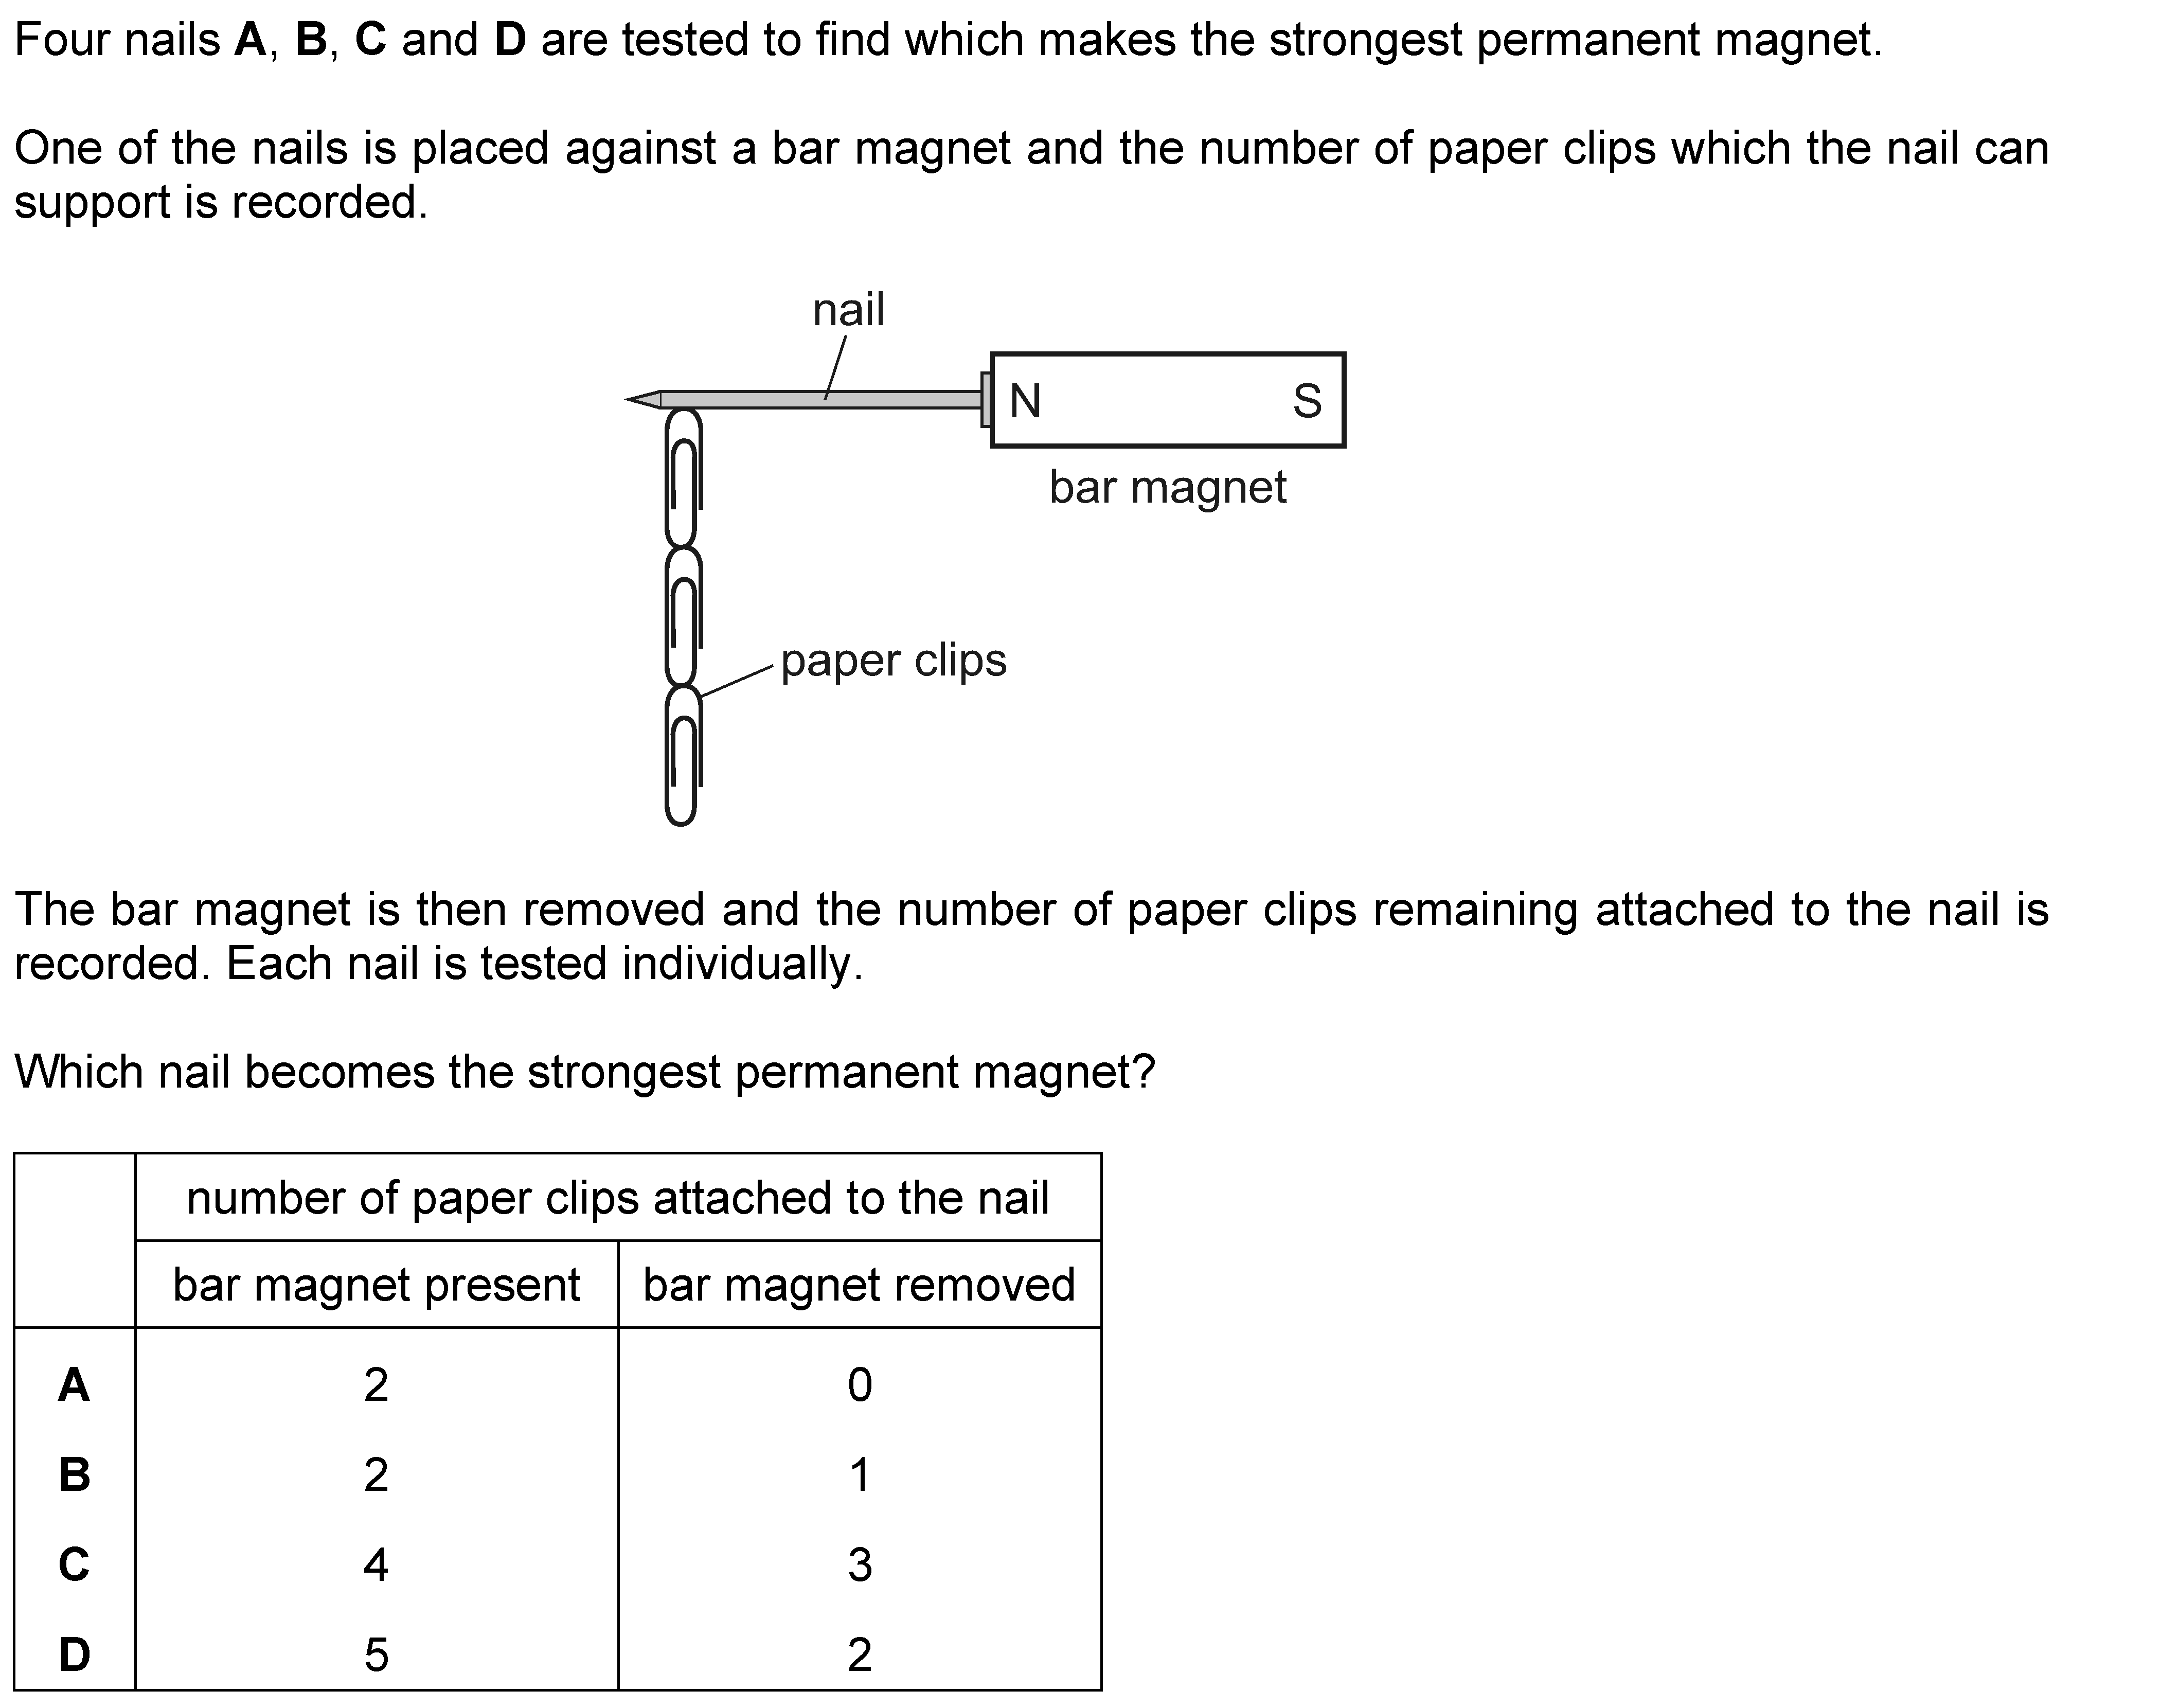 Four nails A, B, C and D are tested to find which makes the strongest permanent magnet.
One of the nails is placed against a bar magnet and the number of paper clips which the nail can
support is recorded.
nail
N S
bar magnet
paper clips
The bar magnet is then removed and the number of paper clips remaining attached to the nail is
recorded. Each nail is tested individually.
Which nail becomes the strongest permanent magnet?
number of paper clips attached to the nail
bar magnet present bar magnet removed
A 2 0
B 2 1
C 4 3
D 5 2